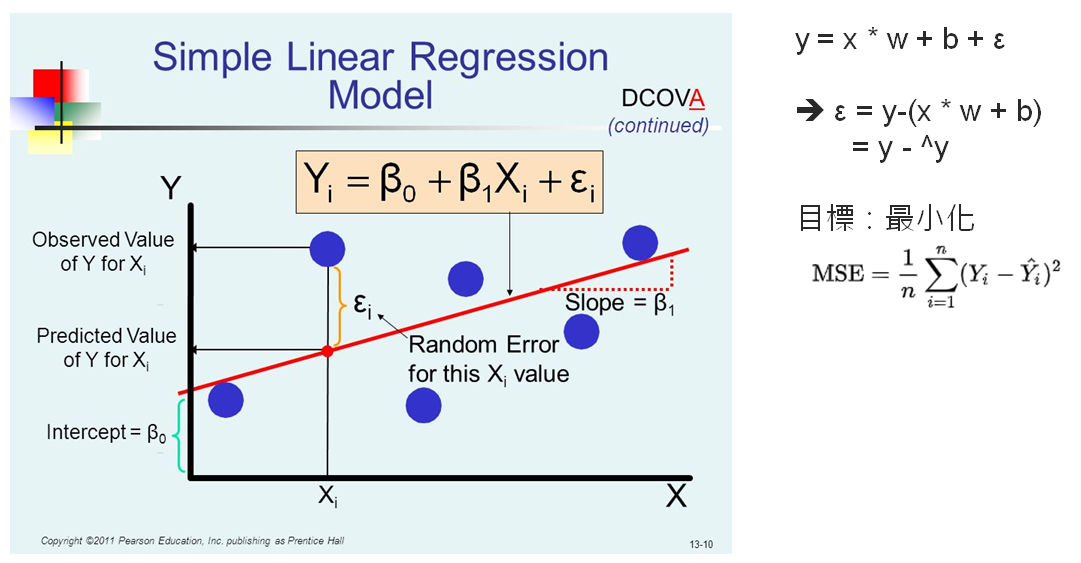 Simple Linear Regression
Model
DCOVA
(continued)
Yi = β0 + β1Xi + εi
Y
Observed Value
of Y for Xi
εi
Slope = β1
Predicted Value
of Y for Xi
Random Error
for this Xi value
Intercept = β0
Xi
X
Copyright ©2011 Pearson Education, Inc. publishing as Prentice Hall
13-10
y = x * w + b + ε
➔ ε = y-(x * w + b)
= y - ^y
目標：最小化
MSE = 1/n ∑_{i=1}^{n} (Yi − Ŷi)²